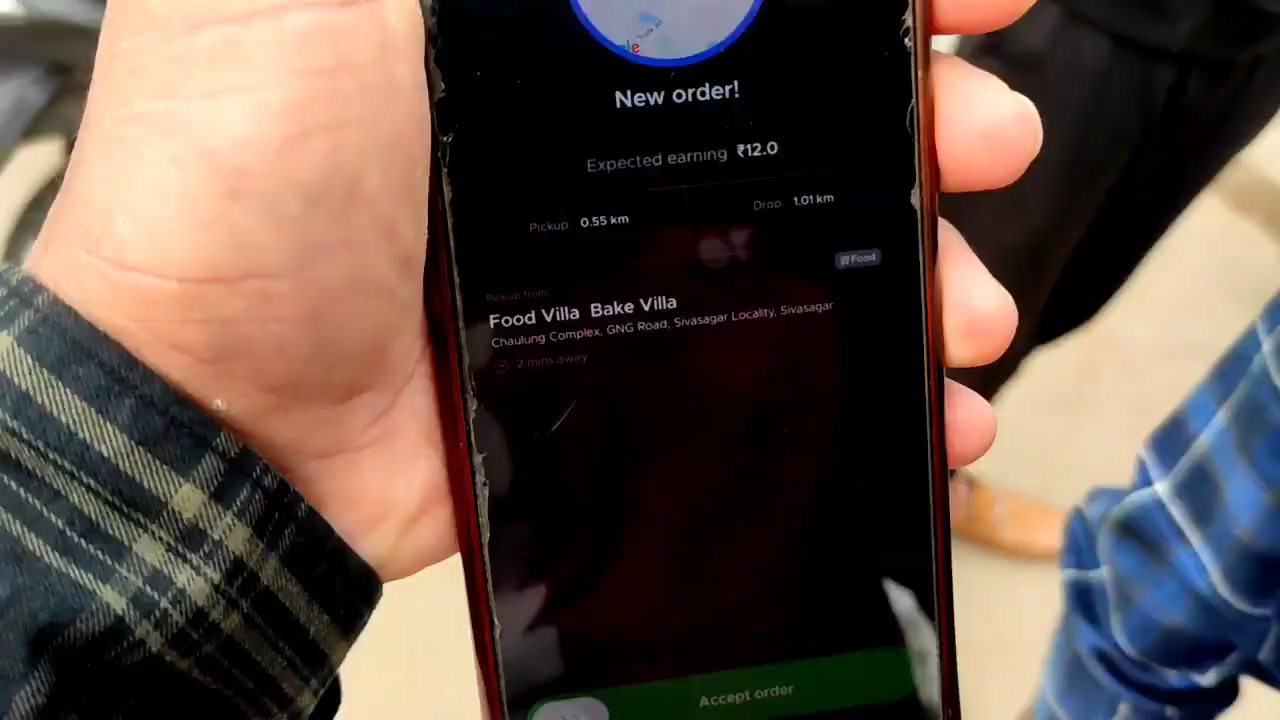 gle
New order!
Expected earning ₹12.0
Pickup 0.55 km
Drop 1.01 km
Food
Pickup from
Food Villa Bake Villa
Chaulung Complex, GNG Road, Sivasagar Locality, Sivasagar
2 mins away
Accept order